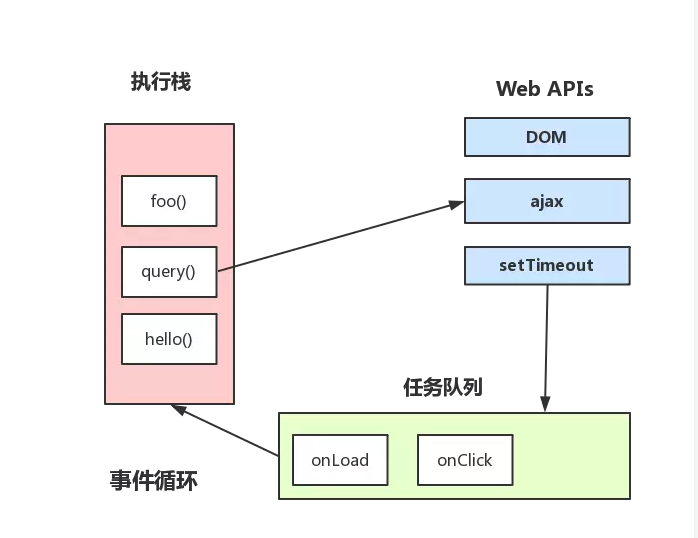 执行栈
Web APIs
DOM
foo()
ajax
query()
setTimeout
hello()
任务队列
onLoad
onClick
事件循环